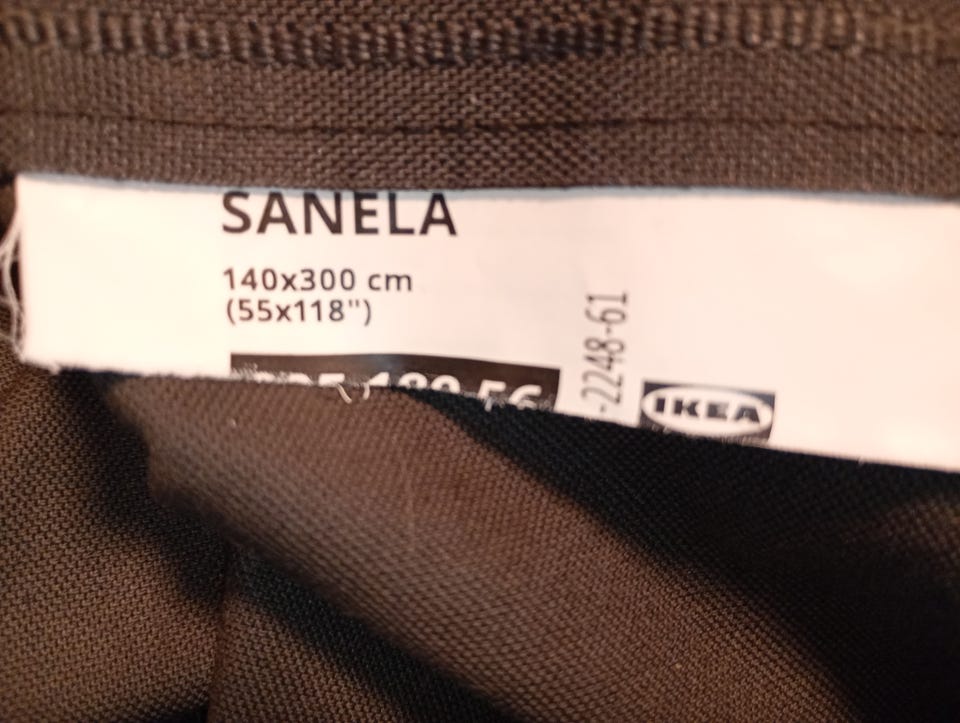 SANELA
140x300 cm
(55x118")
-2248-61
IKEA